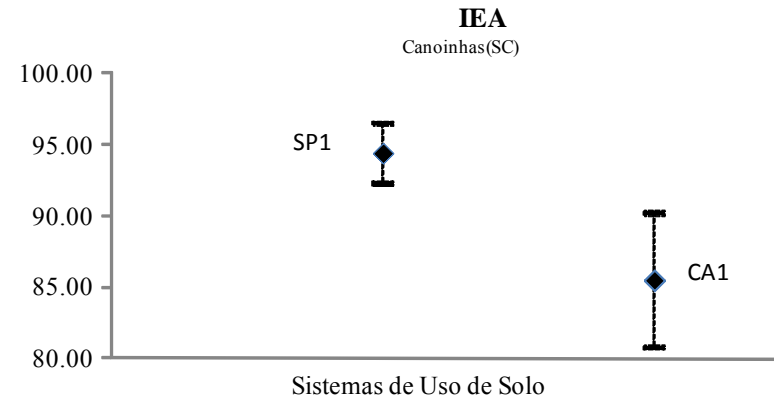 IEA
Canoinhas(SC)
100.00
95.00
SP1
90.00
85.00
CA1
80.00
Sistemas de Uso de Solo